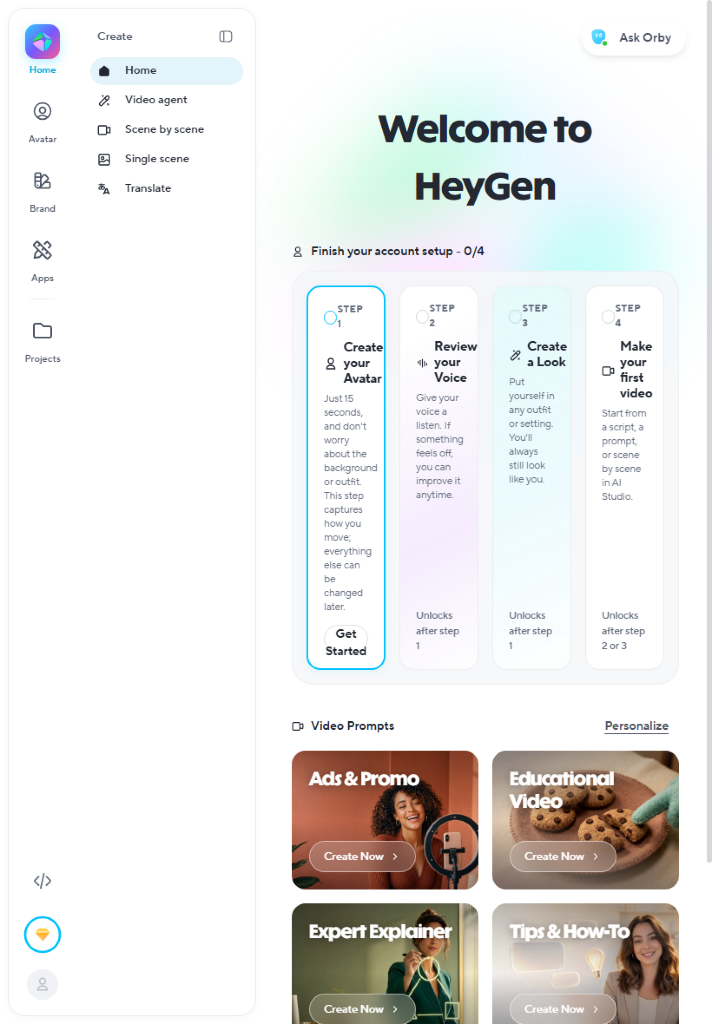 Create
Home
Home
Avatar
Brand
Apps
Projects
Video agent
Scene by scene
Single scene
Translate
Ask Orby
Welcome to
HeyGen
Finish your account setup - 0/4
STEP
1
Create
your
Avatar
Just 15
seconds,
and don't
worry
about the
background
or outfit.
This step
captures
how you
move;
everything
else can
be
changed
later.
Get
Started
STEP
2
Review
your
Voice
Give your
voice a
listen. If
something
feels off,
you can
improve it
anytime.
Unlocks
after step
1
STEP
3
Create
a Look
Put
yourself in
any outfit
or setting.
You'll
always
still look
like you.
Unlocks
after step
1
STEP
4
Make
your
first
video
Start from
a script, a
prompt,
or scene
by scene
in AI
Studio.
Unlocks
after step
2 or 3
Video Prompts
Personalize
Ads & Promo
Create Now
Educational
Video
Create Now
Expert Explainer
Create Now
Tips & How-To
Create Now